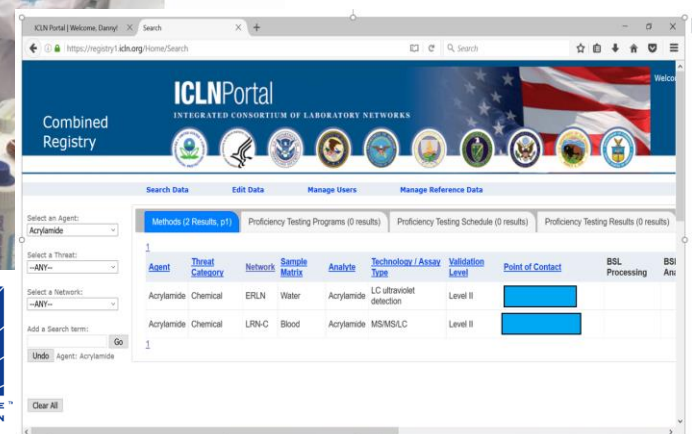 ICLN Portal | Welcome, Danny!
Search
https://registry1.icln.org/Home/Search
Search
ICLNPortal
INTEGRATED CONSORTIUM OF LABORATORY NETWORKS
Combined
Registry
Search Data Edit Data Manage Users Manage Reference Data
Select an Agent:
Acrylamide
Select a Threat:
--ANY--
Select a Network:
--ANY--
Add a Search term:
Go
Undo Agent: Acrylamide
Clear All
Methods (2 Results, p1) Proficiency Testing Programs (0 results) Proficiency Testing Schedule (0 results) Proficiency Testing Results (0 results)
1
Agent Threat Category Network Sample Matrix Analyte Technology / Assay Type Validation Level Point of Contact BSL Processing
Acrylamide Chemical ERLN Water Acrylamide LC ultraviolet detection Level II
Acrylamide Chemical LRN-C Blood Acrylamide MS/MS/LC Level II
1